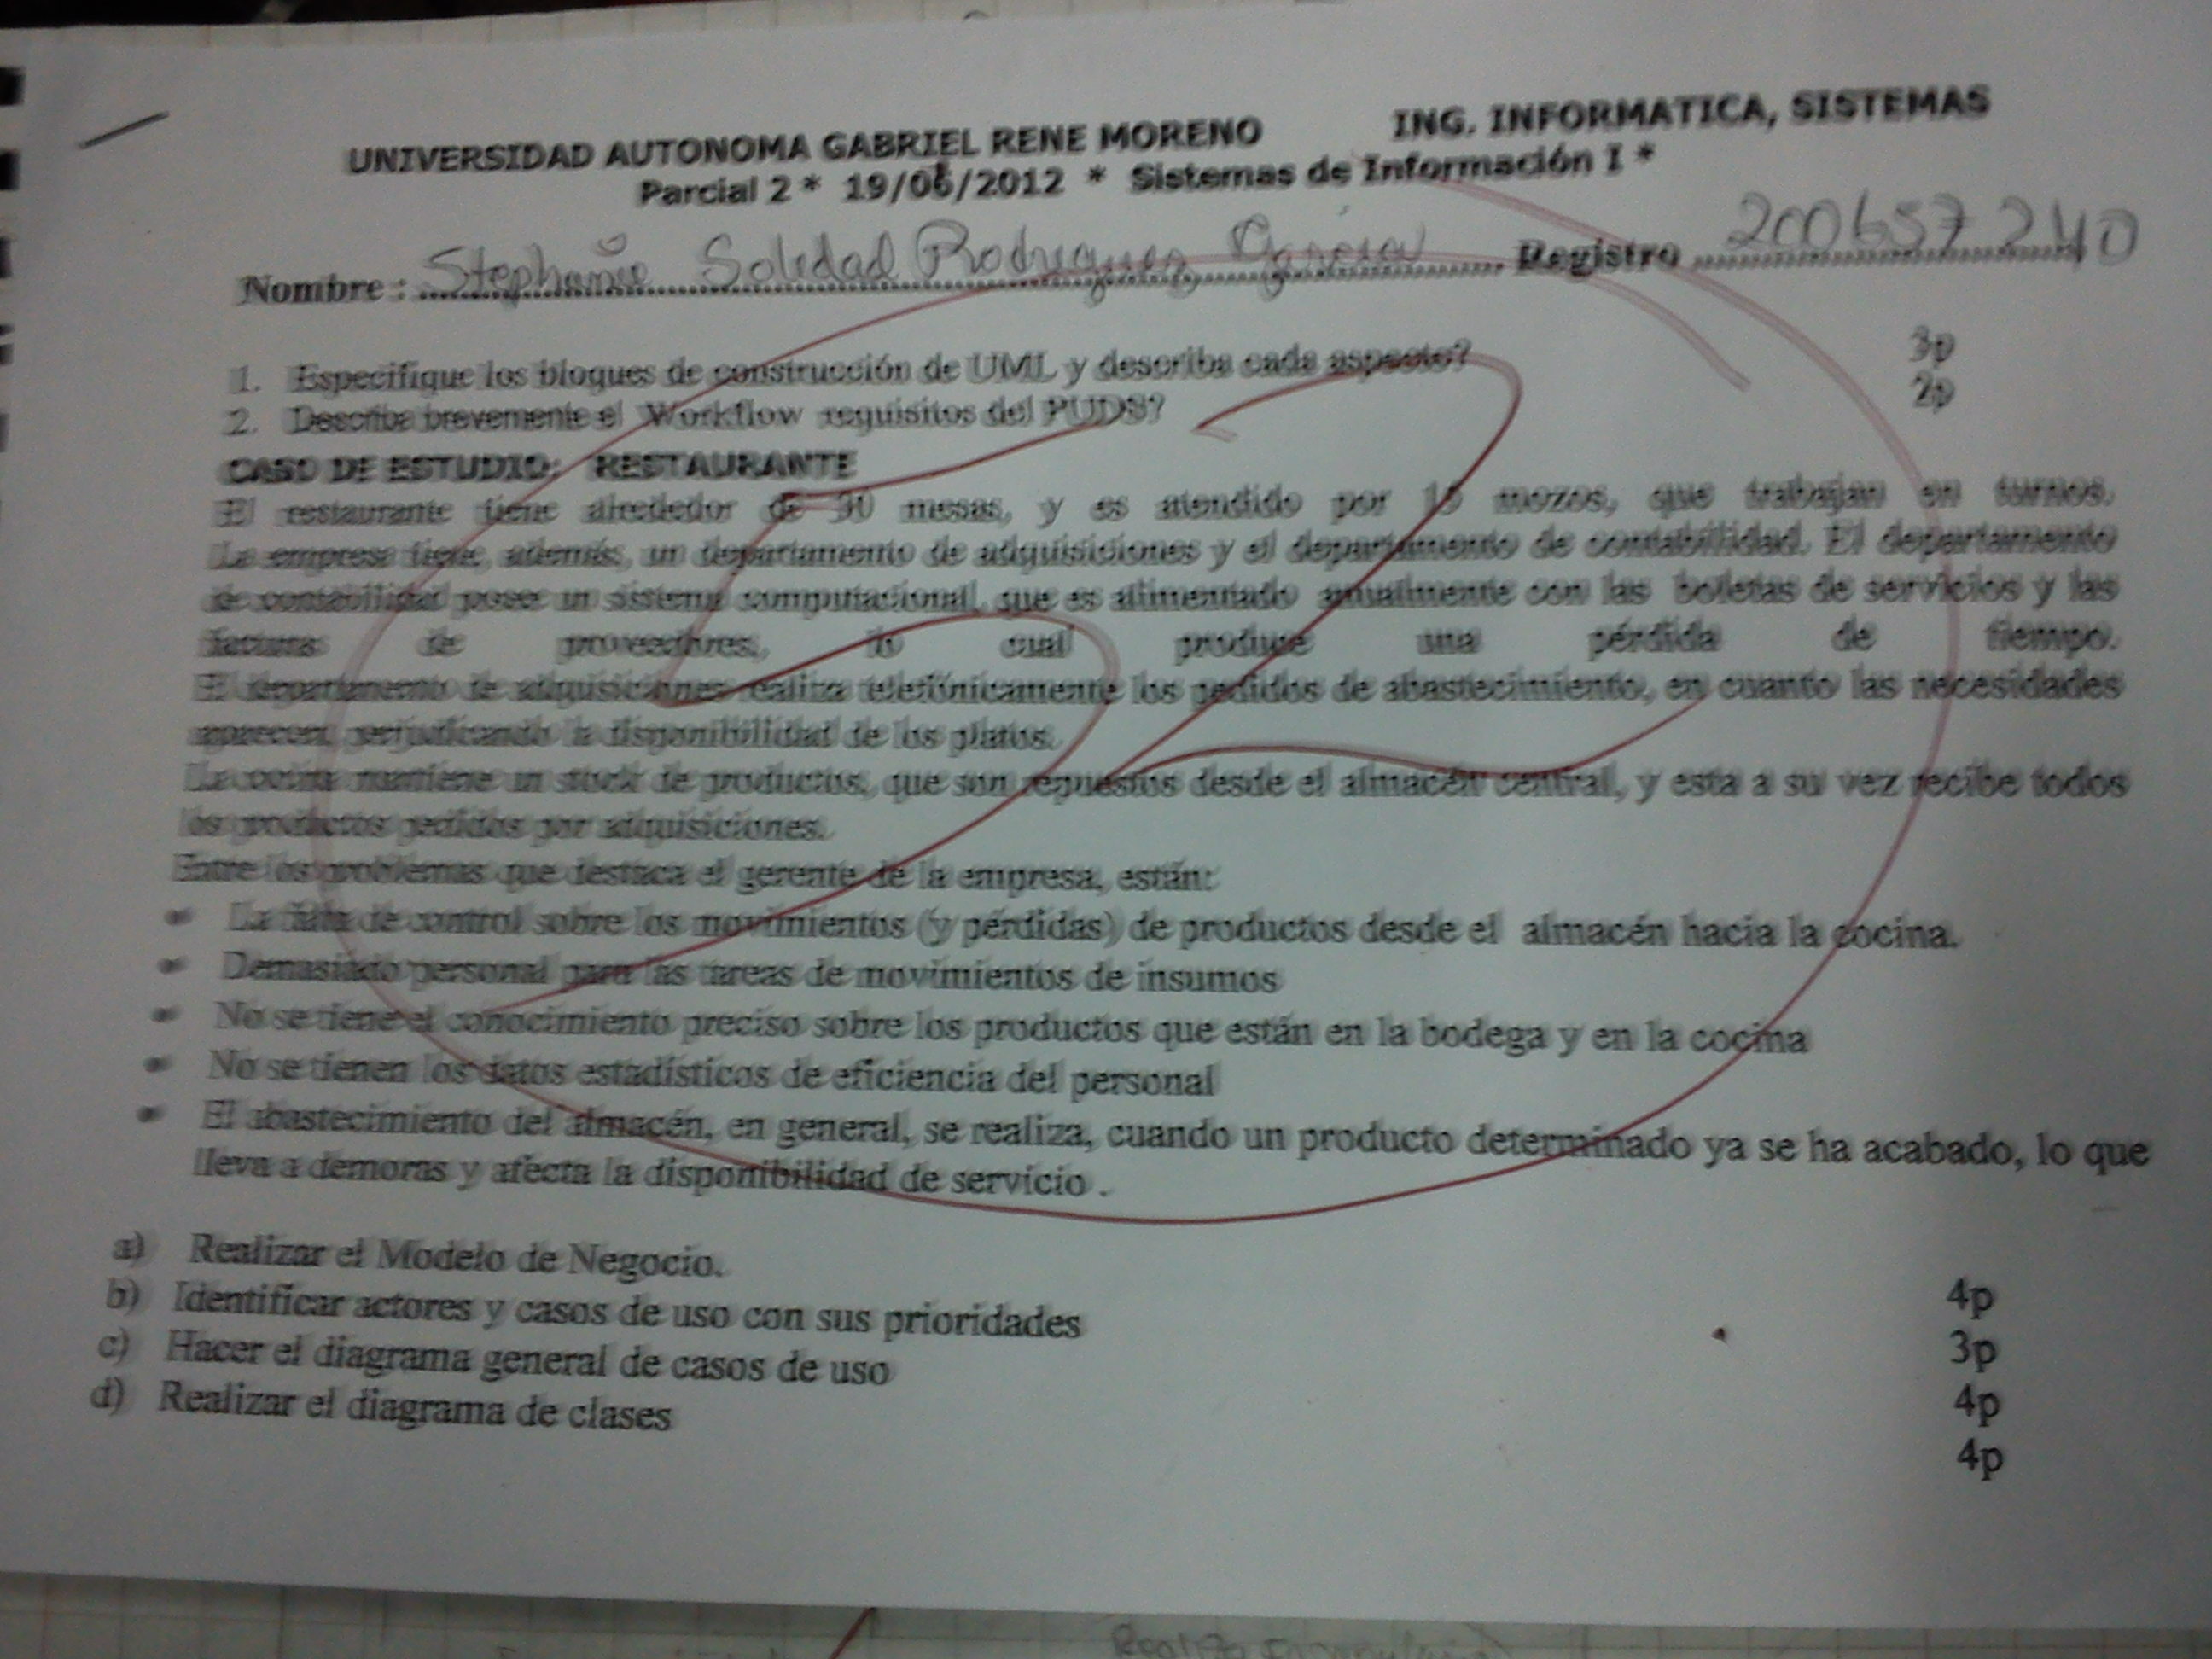 UNIVERSIDAD AUTONOMA GABRIEL RENE MORENO ING. INFORMATICA, SISTEMAS
Parcial 2 * 19/06/2012 * Sistemas de Información I *
Nombre : Stephanie Soledad Rodriguez Garcia Registro 200657240
1. Especifique los bloques de construcción de UML y describa cada aspecto? 3p
2. Describa brevemente el Workflow requisitos del PUDS? 2p
CASO DE ESTUDIO: RESTAURANTE
El restaurante tiene alrededor de 30 mesas, y es atendido por 15 mozos, que trabajan en turnos.
La empresa tiene, además, un departamento de adquisiciones y el departamento de contabilidad. El departamento
de contabilidad posee un sistema computacional, que es alimentado anualmente con las boletas de servicios y las
facturas de proveedores, lo cual produce una pérdida de tiempo.
El departamento de adquisiciones realiza telefónicamente los pedidos de abastecimiento, en cuanto las necesidades
aparecen, perjudicando la disponibilidad de los platos.
La cocina mantiene un stock de productos, que son repuestos desde el almacén central, y esta a su vez recibe todos
los productos pedidos por adquisiciones.
Entre los problemas que destaca el gerente de la empresa, están:
• La falta de control sobre los movimientos (y pérdidas) de productos desde el almacén hacia la cocina.
• Demasiado personal para las tareas de movimientos de insumos
• No se tiene el conocimiento preciso sobre los productos que están en la bodega y en la cocina
• No se tienen los datos estadísticos de eficiencia del personal
• El abastecimiento del almacén, en general, se realiza, cuando un producto determinado ya se ha acabado, lo que
lleva a demoras y afecta la disponibilidad de servicio .
a) Realizar el Modelo de Negocio. 4p
b) Identificar actores y casos de uso con sus prioridades 3p
c) Hacer el diagrama general de casos de uso 4p
d) Realizar el diagrama de clases 4p